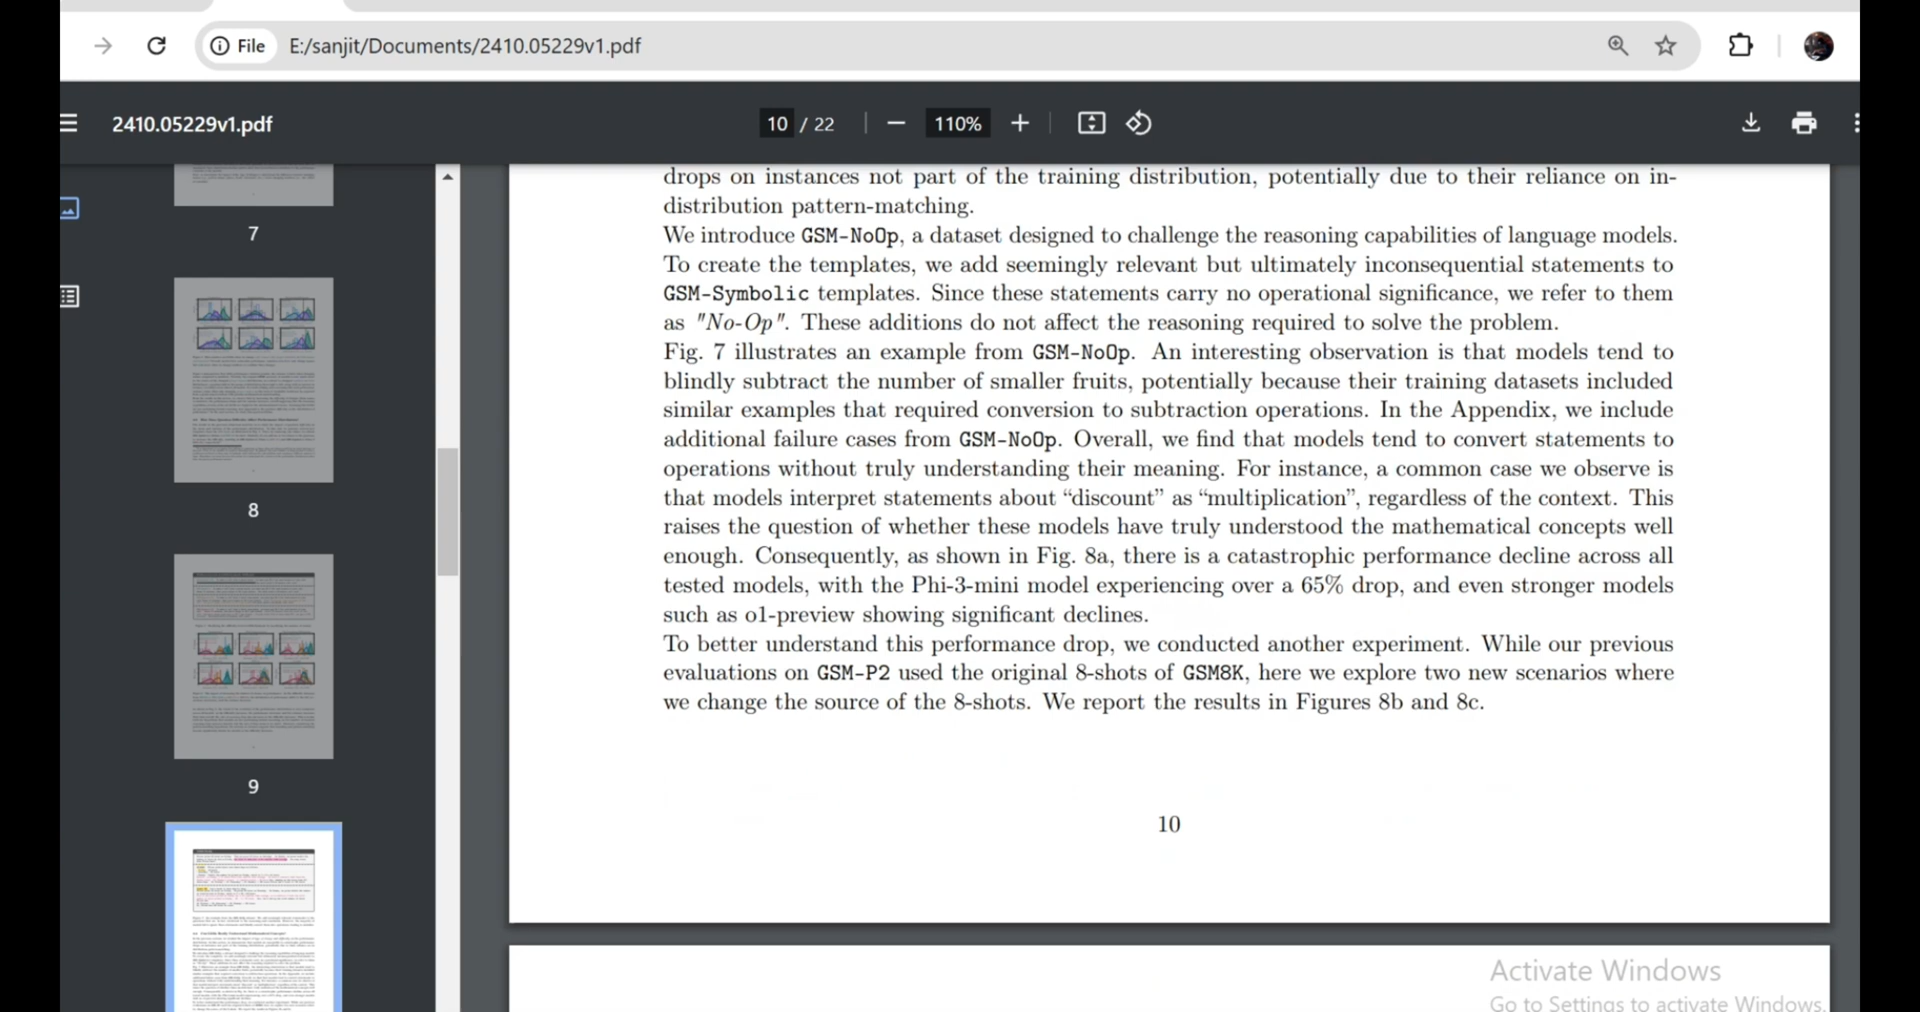 File
E:/sanjit/Documents/2410.05229v1.pdf
2410.05229v1.pdf
10 / 22
110%
7
8
9
drops on instances not part of the training distribution, potentially due to their reliance on in-
distribution pattern-matching.
We introduce GSM-NoOp, a dataset designed to challenge the reasoning capabilities of language models.
To create the templates, we add seemingly relevant but ultimately inconsequential statements to
GSM-Symbolic templates. Since these statements carry no operational significance, we refer to them
as "No-Op". These additions do not affect the reasoning required to solve the problem.
Fig. 7 illustrates an example from GSM-NoOp. An interesting observation is that models tend to
blindly subtract the number of smaller fruits, potentially because their training datasets included
similar examples that required conversion to subtraction operations. In the Appendix, we include
additional failure cases from GSM-NoOp. Overall, we find that models tend to convert statements to
operations without truly understanding their meaning. For instance, a common case we observe is
that models interpret statements about “discount” as “multiplication”, regardless of the context. This
raises the question of whether these models have truly understood the mathematical concepts well
enough. Consequently, as shown in Fig. 8a, there is a catastrophic performance decline across all
tested models, with the Phi-3-mini model experiencing over a 65% drop, and even stronger models
such as o1-preview showing significant declines.
To better understand this performance drop, we conducted another experiment. While our previous
evaluations on GSM-P2 used the original 8-shots of GSM8K, here we explore two new scenarios where
we change the source of the 8-shots. We report the results in Figures 8b and 8c.
10
Activate Windows
Go to Settings to activate Windows.